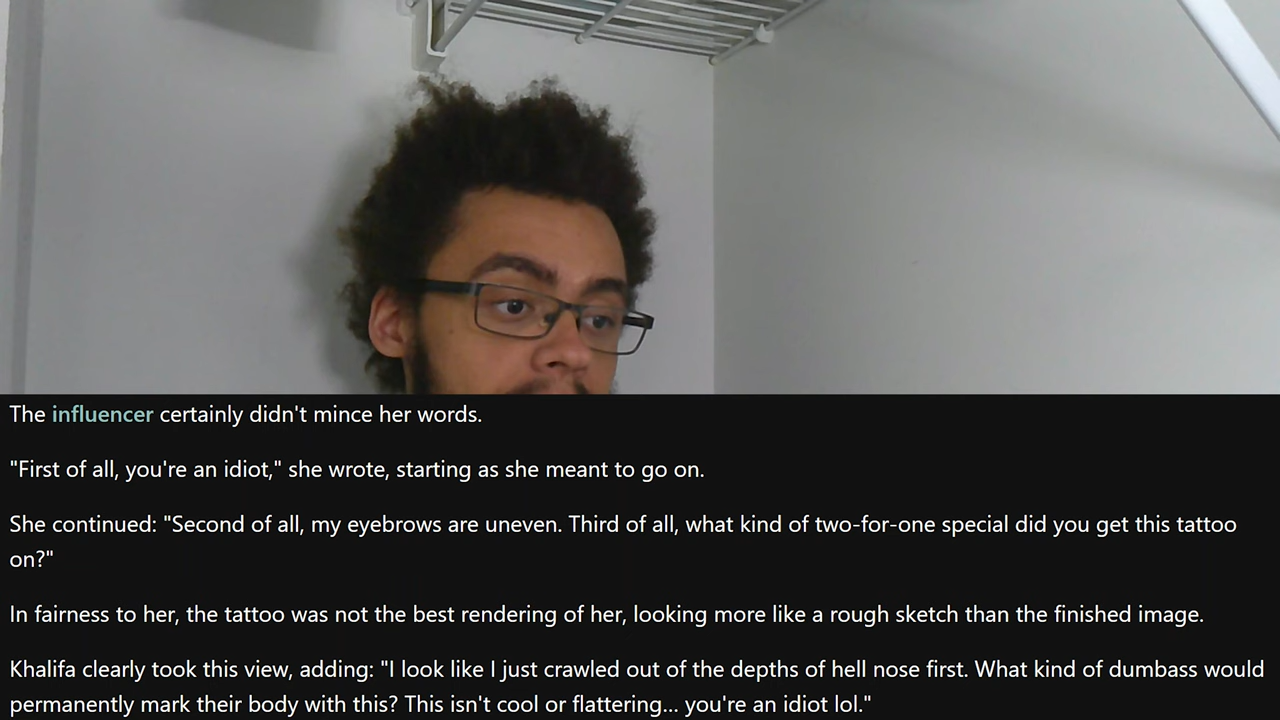 The influencer certainly didn't mince her words.
"First of all, you're an idiot," she wrote, starting as she meant to go on.
She continued: "Second of all, my eyebrows are uneven. Third of all, what kind of two-for-one special did you get this tattoo
on?"
In fairness to her, the tattoo was not the best rendering of her, looking more like a rough sketch than the finished image.
Khalifa clearly took this view, adding: "I look like I just crawled out of the depths of hell nose first. What kind of dumbass would
permanently mark their body with this? This isn't cool or flattering... you're an idiot lol."